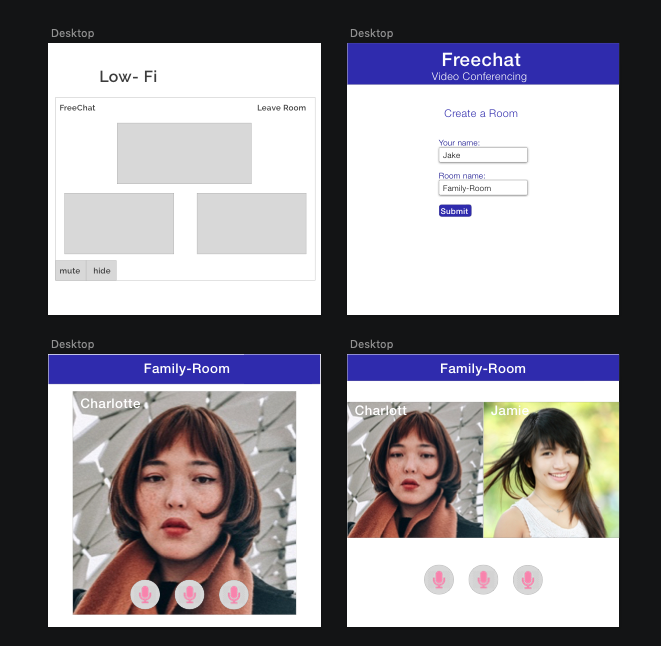 Desktop
Low- Fi
FreeChat
Leave Room
mute
hide
Desktop
Freechat
Video Conferencing
Create a Room
Your name:
Jake
Room name:
Family-Room
Submit
Desktop
Family-Room
Charlotte
Desktop
Family-Room
Charlott
Jamie